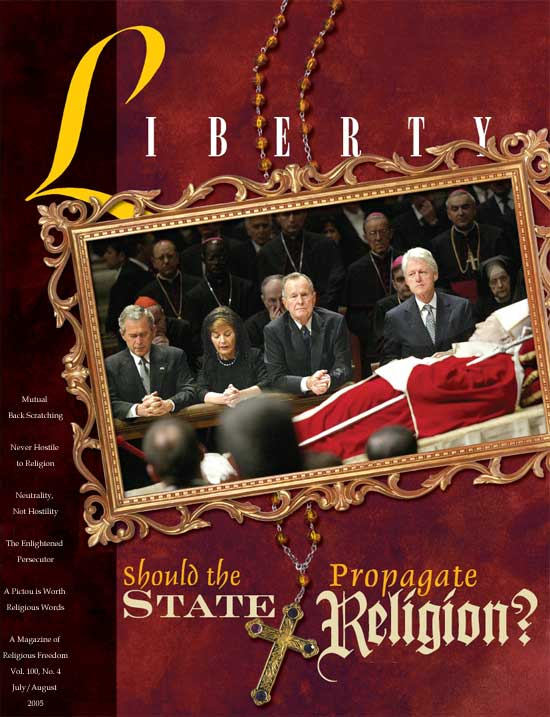 LIBERTY
Mutual
Back Scratching
Never Hostile
to Religion
Neutrality,
Not Hostility
The Enlightened
Persecutor
A Pictou is Worth
Religious Words
A Magazine of
Religious Freedom
Vol. 100, No. 4
July/August
2005
Should the
STATE
Propagate
Religion?